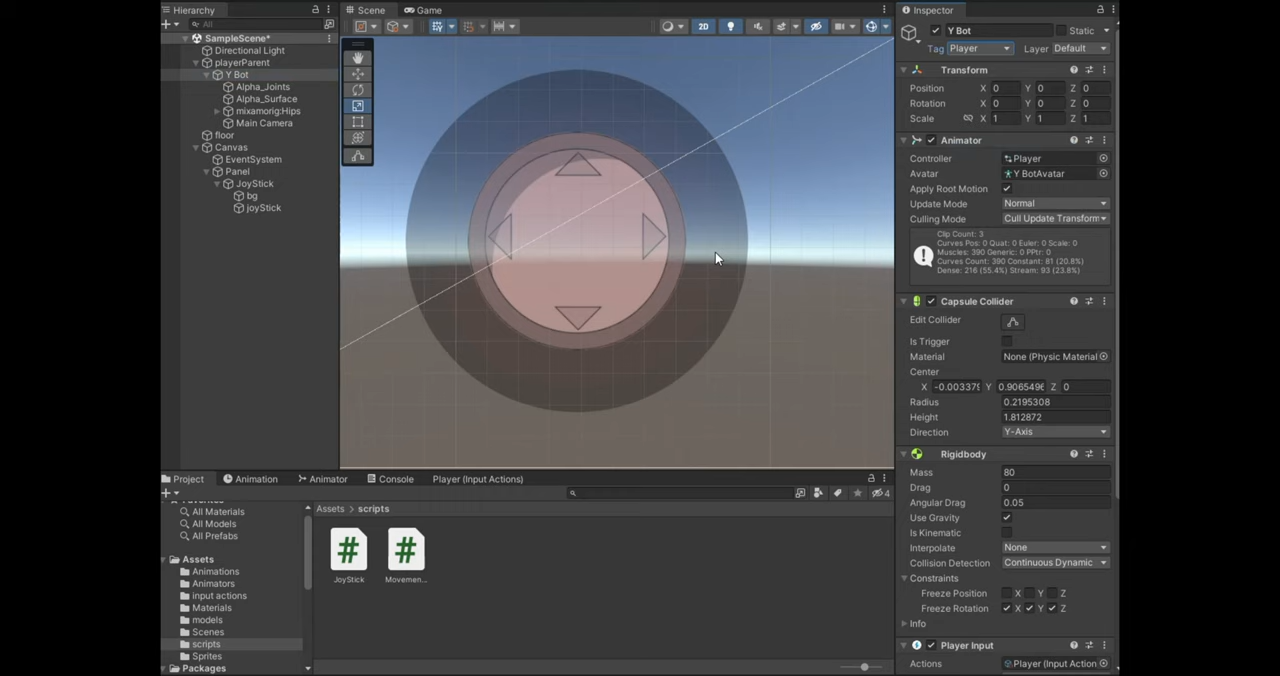 Hierarchy
All
SampleScene*
Directional Light
playerParent
Y Bot
Alpha_Joints
Alpha_Surface
mixamorig:Hips
Main Camera
floor
Canvas
EventSystem
Panel
JoyStick
bg
joyStick
Scene Game
2D
Project Animation Animator Console Player (Input Actions)
4
All Materials
All Models
All Prefabs
Assets
Animations
Animators
input actions
Materials
models
Scenes
scripts
Sprites
Packages
Assets > scripts
# #
JoyStick Movemen...
Inspector
Y Bot Static
Tag Player Layer Default
Transform
Position X 0 Y 0 Z 0
Rotation X 0 Y 0 Z 0
Scale X 1 Y 1 Z 1
Animator
Controller Player
Avatar Y BotAvatar
Apply Root Motion
Update Mode Normal
Culling Mode Cull Update Transform
Clip Count: 3
Curves Pos: 0 Quat: 0 Euler: 0 Scale: 0
Muscles: 390 Generic: 0 PPtr: 0
Curves Count: 390 Constant: 81 (20.8%)
Dense: 216 (55.4%) Stream: 93 (23.8%)
Capsule Collider
Edit Collider
Is Trigger
Material None (Physic Material
Center
X -0.003379 Y 0.9065496 Z 0
Radius 0.2195308
Height 1.812872
Direction Y-Axis
Rigidbody
Mass 80
Drag 0
Angular Drag 0.05
Use Gravity
Is Kinematic
Interpolate None
Collision Detection Continuous Dynamic
Constraints
Freeze Position X Y Z
Freeze Rotation X Y Z
Info
Player Input
Actions Player (Input Action